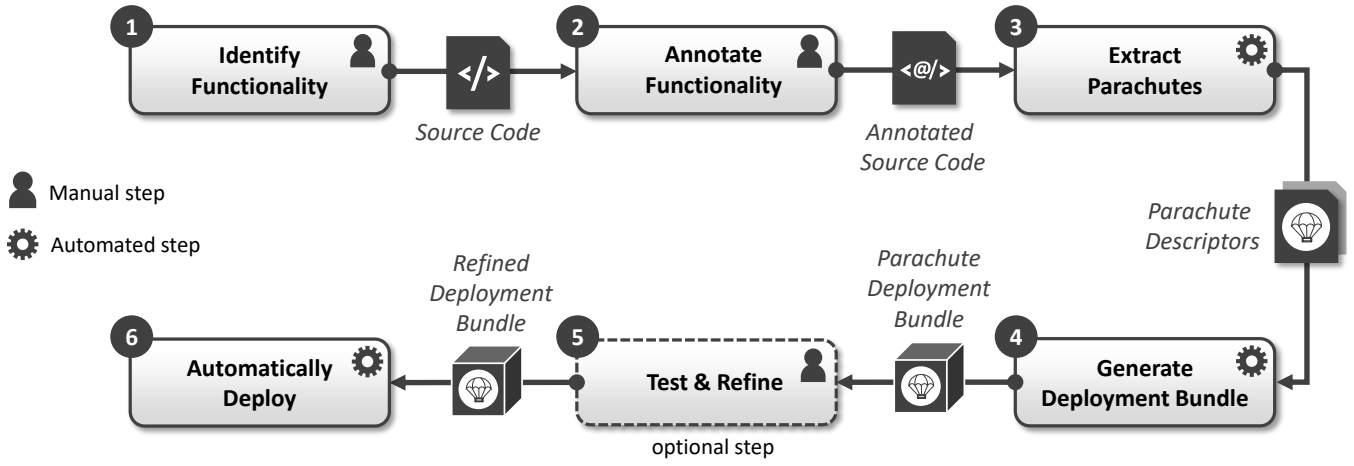 1
Identify
Functionality
</>
Source Code
2
Annotate
Functionality
<@/>
Annotated
Source Code
3
Extract
Parachutes
Manual step
Automated step
Parachute
Descriptors
4
Generate
Deployment Bundle
Parachute
Deployment
Bundle
5
Test & Refine
optional step
Refined
Deployment
Bundle
6
Automatically
Deploy